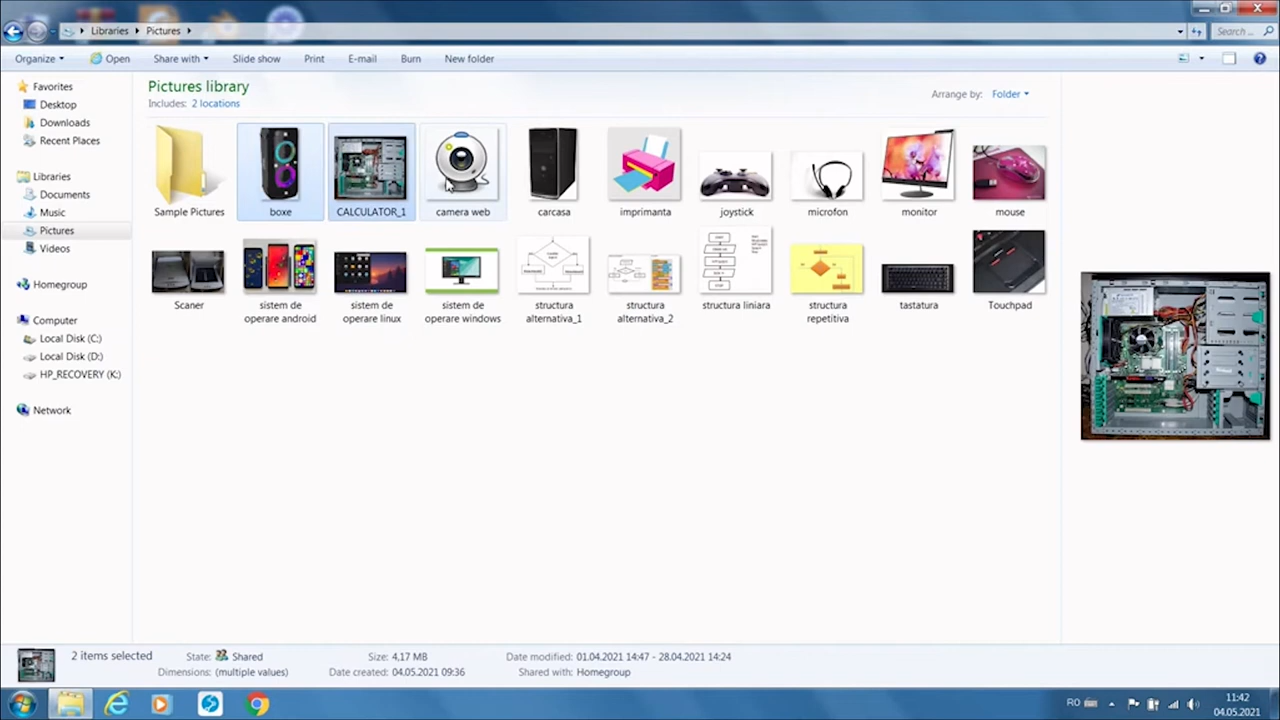 Libraries Pictures
Search ...
Organize Open Share with Slide show Print E-mail Burn New folder
Favorites
Desktop
Downloads
Recent Places
Libraries
Documents
Music
Pictures
Videos
Homegroup
Computer
Local Disk (C:)
Local Disk (D:)
HP_RECOVERY (K:)
Network
Pictures library
Includes: 2 locations
Arrange by: Folder
Sample Pictures
boxe
CALCULATOR_1
camera web
carcasa
imprimanta
joystick
microfon
monitor
mouse
Scaner
sistem de
operare android
sistem de
operare linux
sistem de
operare windows
structura
alternativa_1
structura
alternativa_2
structura liniara
structura
repetitiva
tastatura
Touchpad
2 items selected
State: Shared
Dimensions: (multiple values)
Size: 4,17 MB
Date created: 04.05.2021 09:36
Date modified: 01.04.2021 14:47 - 28.04.2021 14:24
Shared with: Homegroup
RO
11:42
04.05.2021